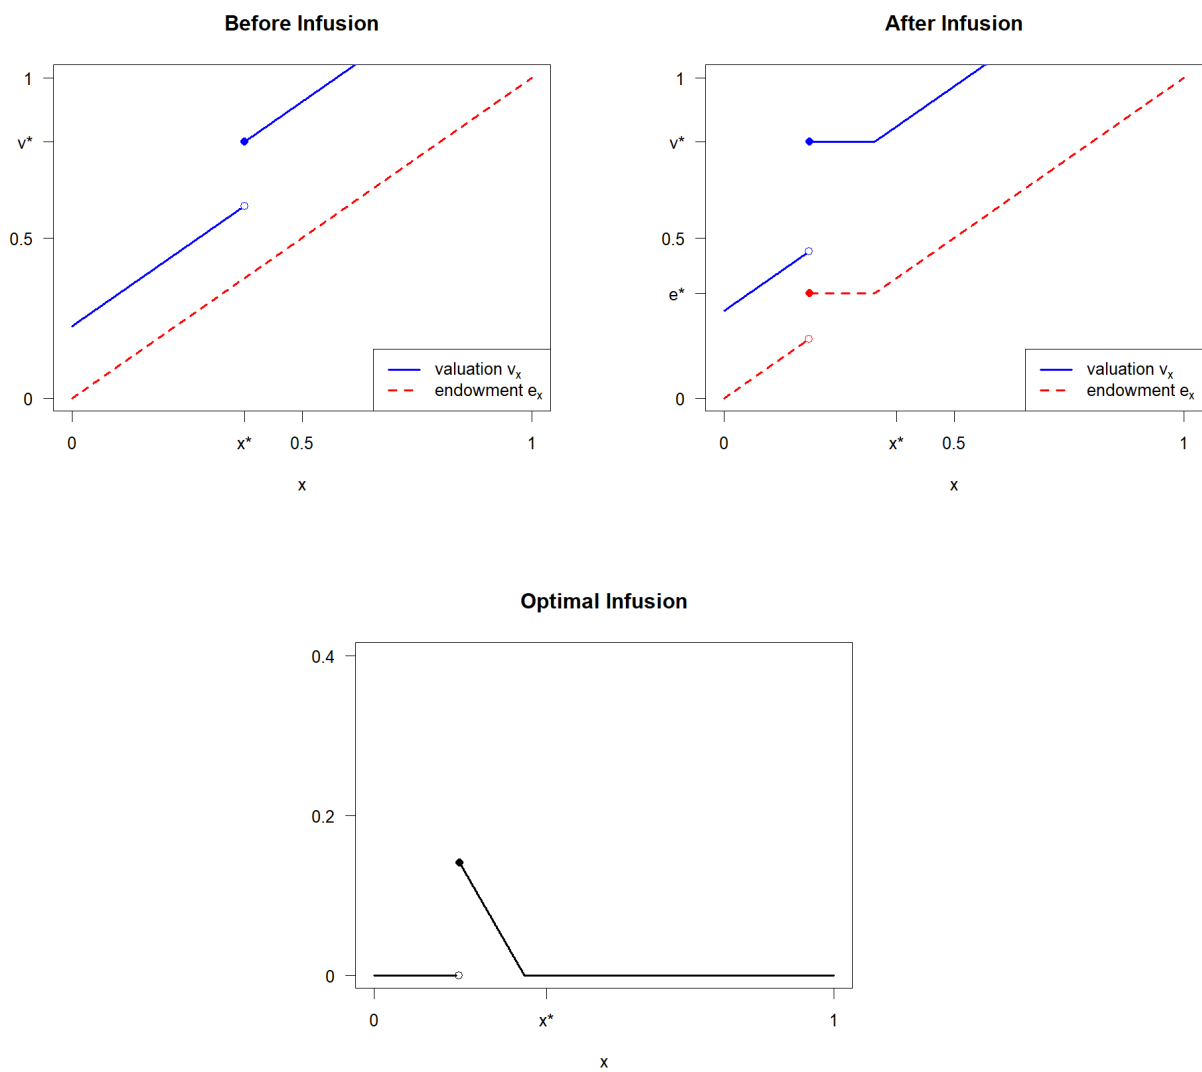 Before Infusion
1
v*
0.5
0
valuation vₓ
endowment eₓ
0
x*
0.5
1
x
After Infusion
1
v*
0.5
e*
0
valuation vₓ
endowment eₓ
0
x*
0.5
1
x
Optimal Infusion
0.4
0.2
0
0
x*
1
x